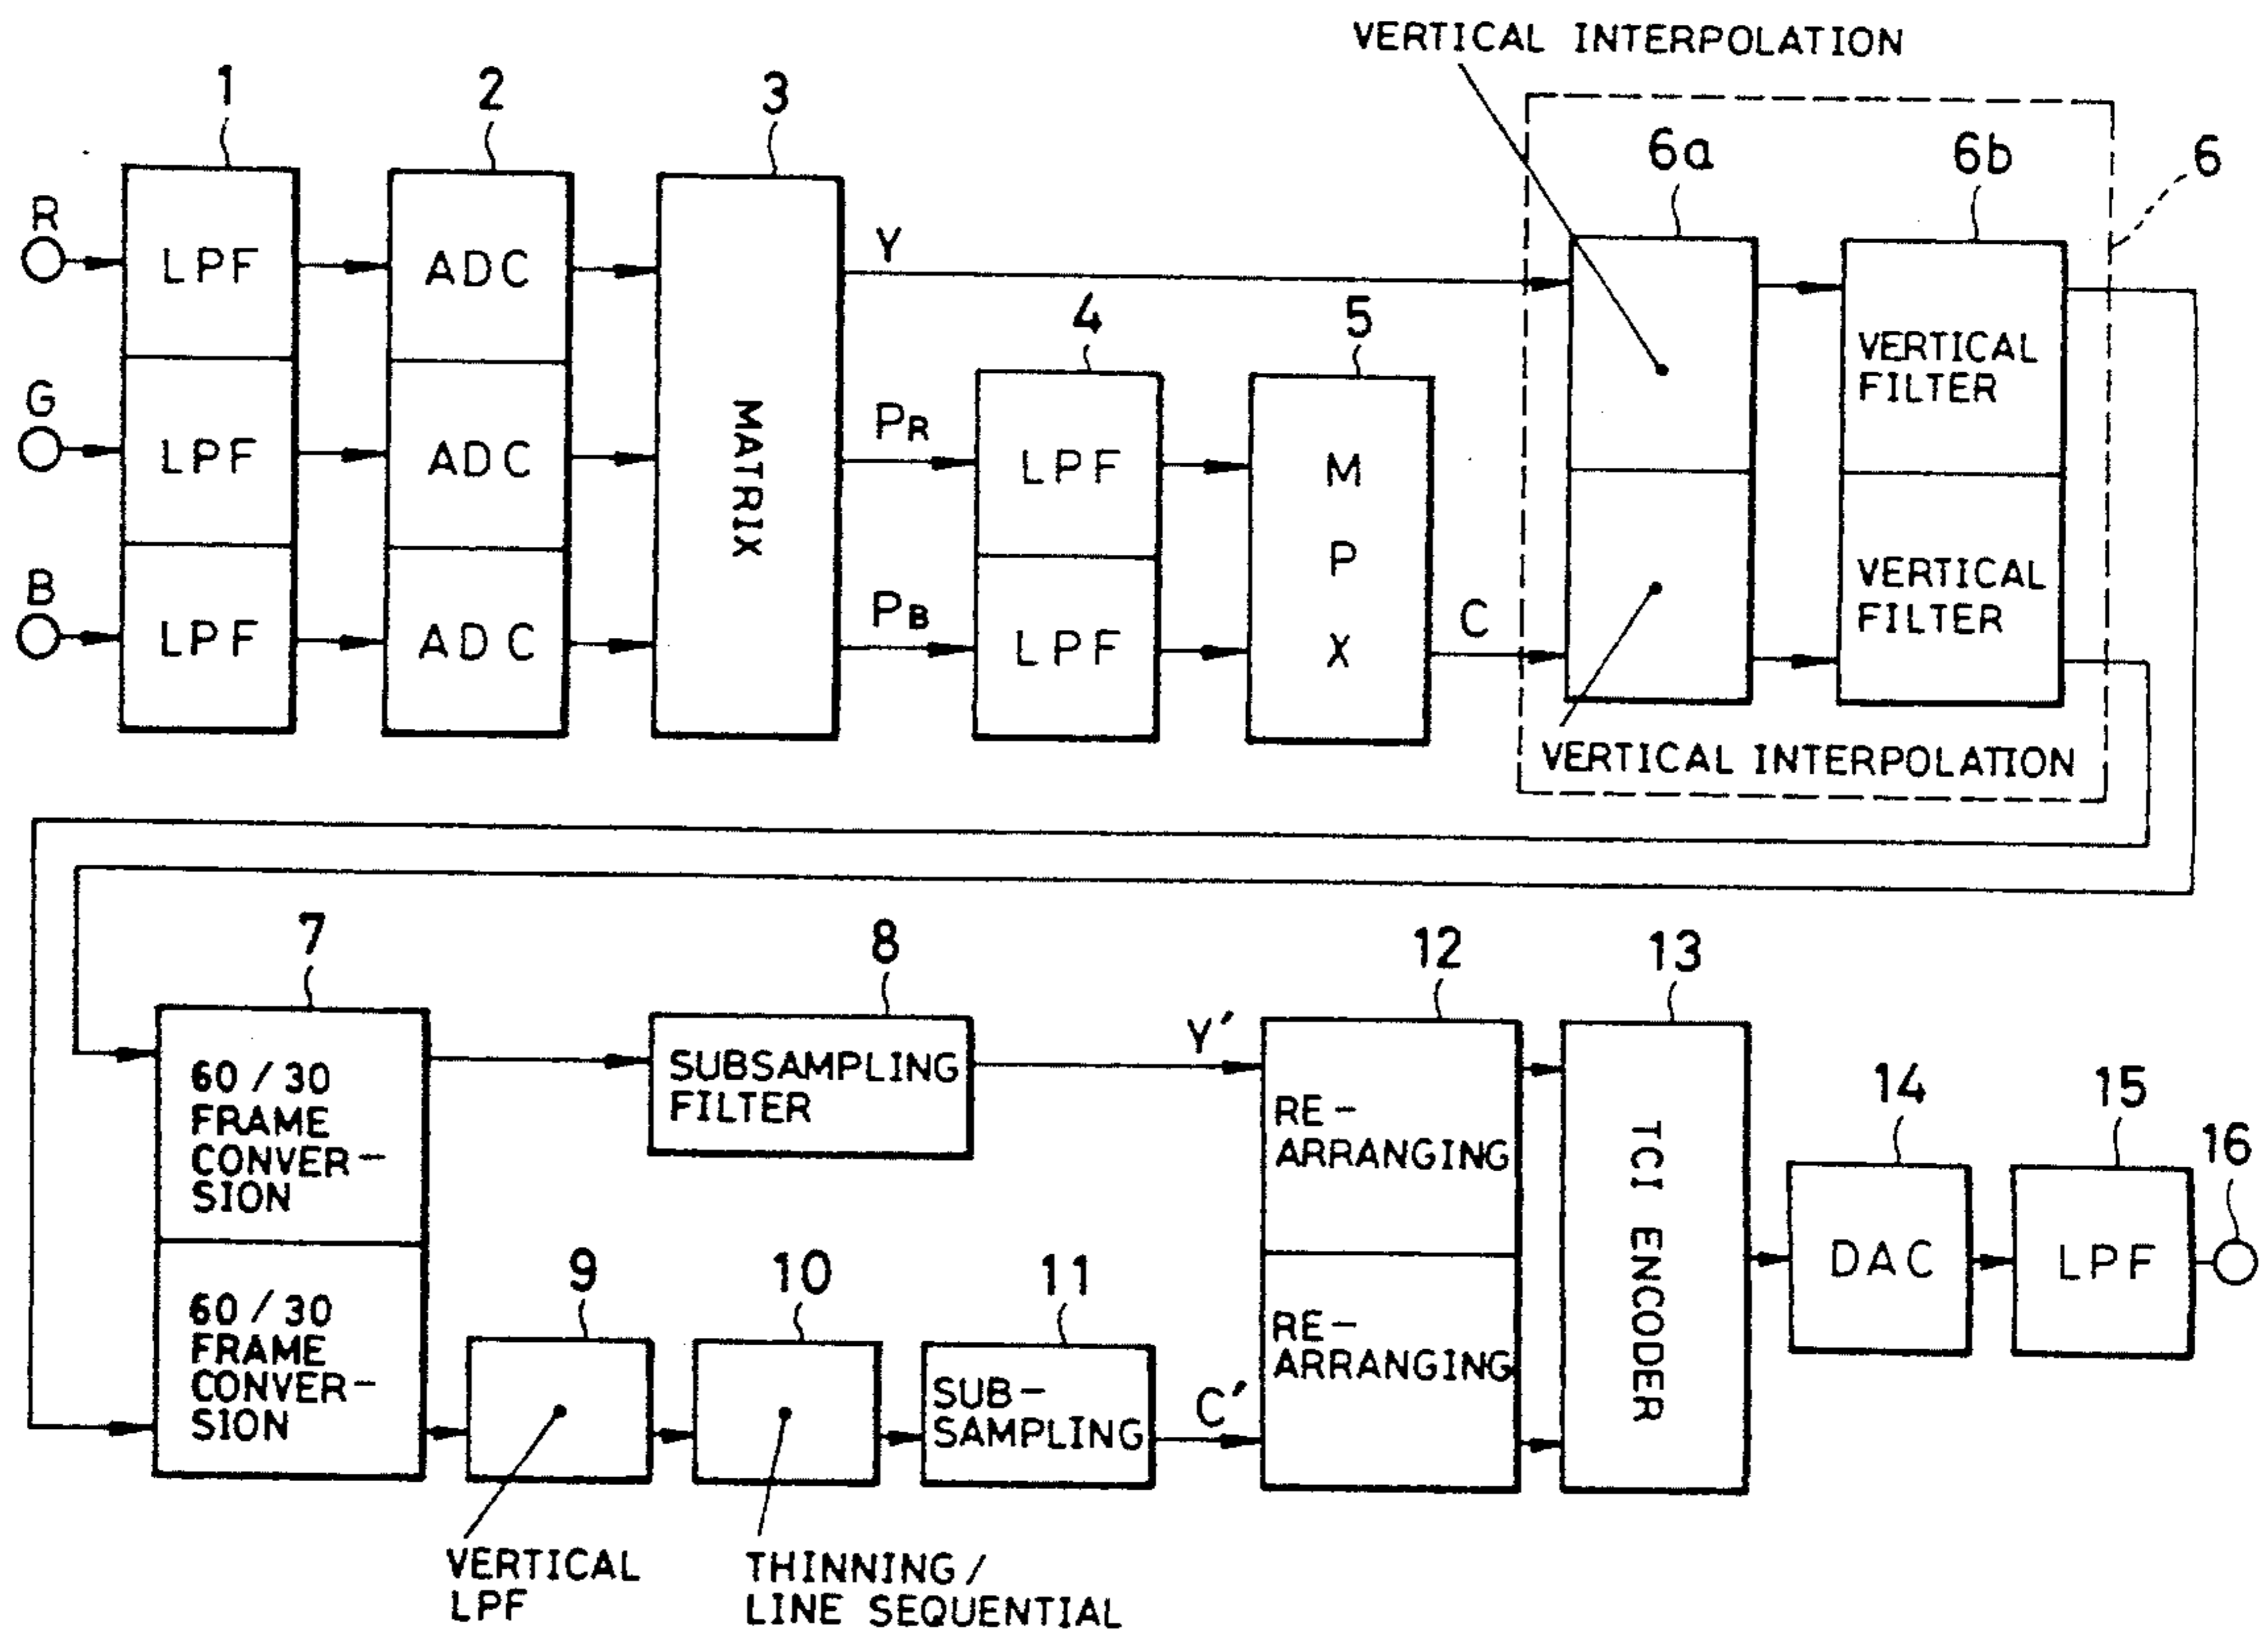 VERTICAL INTERPOLATION
1
2
3
6a
6b
6
R
LPF
ADC
Y
4
5
VERTICAL
FILTER
G
LPF
ADC
MATRIX
PR
LPF
M
P
X
B
LPF
ADC
PB
LPF
C
VERTICAL
FILTER
VERTICAL INTERPOLATION
7
8
12
13
60/30
FRAME
CONVER-
SION
SUBSAMPLING
FILTER
Y'
RE-
ARRANGING
TCI ENCODER
14
15
16
DAC
LPF
60/30
FRAME
CONVER-
SION
9
10
11
SUB-
SAMPLING
C'
RE-
ARRANGING
VERTICAL
LPF
THINNING/
LINE SEQUENTIAL